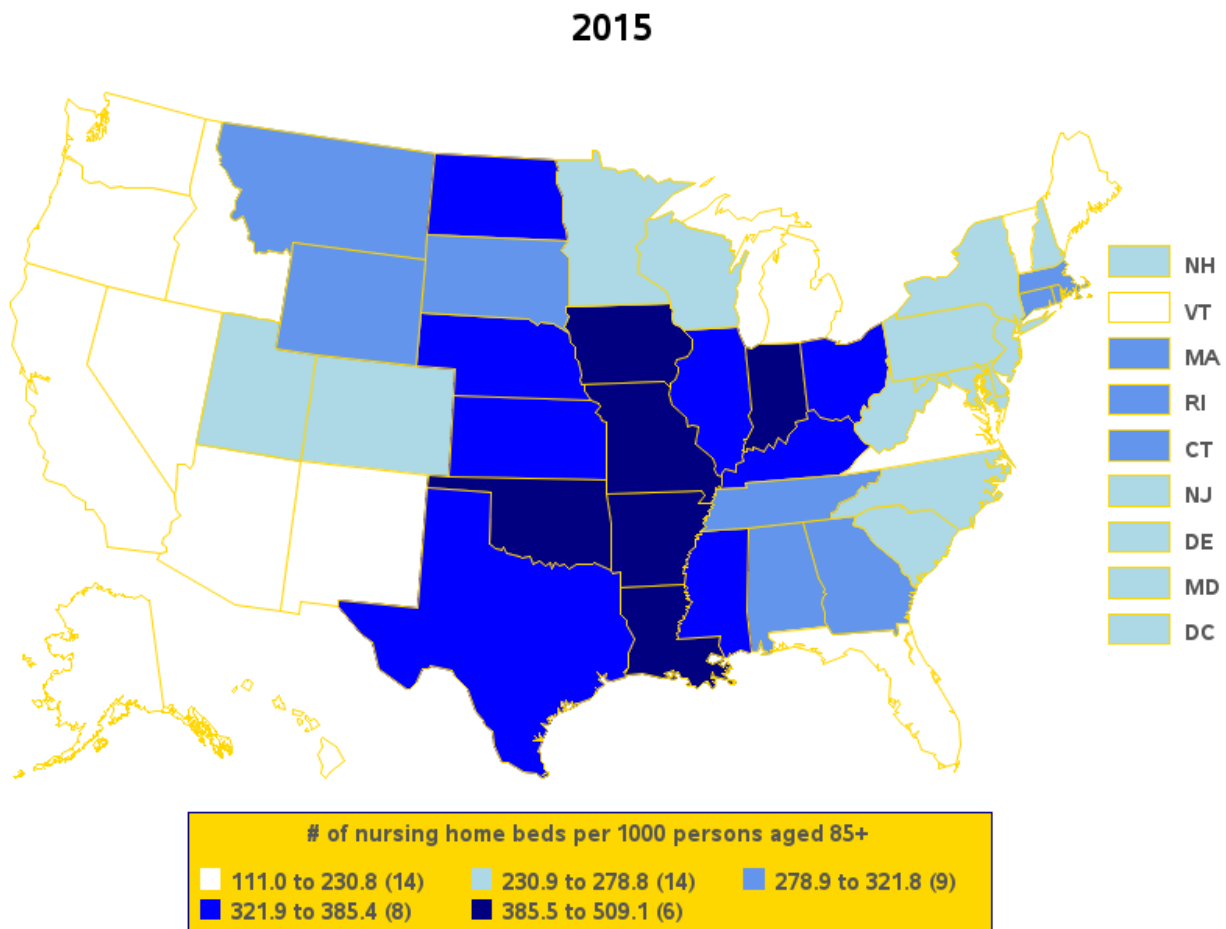 2015
NH
VT
MA
RI
CT
NJ
DE
MD
DC
# of nursing home beds per 1000 persons aged 85+
111.0 to 230.8 (14) 230.9 to 278.8 (14) 278.9 to 321.8 (9)
321.9 to 385.4 (8) 385.5 to 509.1 (6)